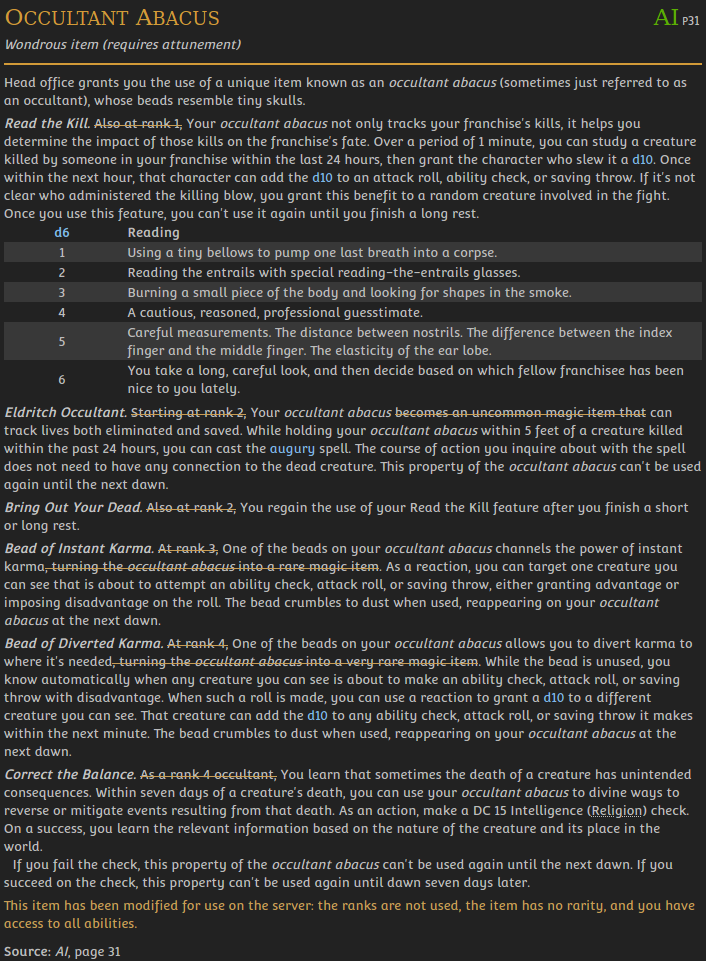 Occultant Abacus AI P31
Wondrous item (requires attunement)
Head office grants you the use of a unique item known as an occultant abacus (sometimes just referred to as
an occultant), whose beads resemble tiny skulls.
Read the Kill. Also at rank 1, Your occultant abacus not only tracks your franchise's kills, it helps you
determine the impact of those kills on the franchise's fate. Over a period of 1 minute, you can study a creature
killed by someone in your franchise within the last 24 hours, then grant the character who slew it a d10. Once
within the next hour, that character can add the d10 to an attack roll, ability check, or saving throw. If it's not
clear who administered the killing blow, you grant this benefit to a random creature involved in the fight.
Once you use this feature, you can't use it again until you finish a long rest.
d6 Reading
1 Using a tiny bellows to pump one last breath into a corpse.
2 Reading the entrails with special reading-the-entrails glasses.
3 Burning a small piece of the body and looking for shapes in the smoke.
4 A cautious, reasoned, professional guesstimate.
5 Careful measurements. The distance between nostrils. The difference between the index
finger and the middle finger. The elasticity of the ear lobe.
6 You take a long, careful look, and then decide based on which fellow franchisee has been
nice to you lately.
Eldritch Occultant. Starting at rank 2, Your occultant abacus becomes an uncommon magic item that can
track lives both eliminated and saved. While holding your occultant abacus within 5 feet of a creature killed
within the past 24 hours, you can cast the augury spell. The course of action you inquire about with the spell
does not need to have any connection to the dead creature. This property of the occultant abacus can't be used
again until the next dawn.
Bring Out Your Dead. Also at rank 2, You regain the use of your Read the Kill feature after you finish a short
or long rest.
Bead of Instant Karma. At rank 3, One of the beads on your occultant abacus channels the power of instant
karma, turning the occultant abacus into a rare magic item. As a reaction, you can target one creature you
can see that is about to attempt an ability check, attack roll, or saving throw, either granting advantage or
imposing disadvantage on the roll. The bead crumbles to dust when used, reappearing on your occultant
abacus at the next dawn.
Bead of Diverted Karma. At rank 4, One of the beads on your occultant abacus allows you to divert karma to
where it's needed, turning the occultant abacus into a very rare magic item. While the bead is unused, you
know automatically when any creature you can see is about to make an ability check, attack roll, or saving
throw with disadvantage. When such a roll is made, you can use a reaction to grant a d10 to a different
creature you can see. That creature can add the d10 to any ability check, attack roll, or saving throw it makes
within the next minute. The bead crumbles to dust when used, reappearing on your occultant abacus at the
next dawn.
Correct the Balance. As a rank 4 occultant, You learn that sometimes the death of a creature has unintended
consequences. Within seven days of a creature's death, you can use your occultant abacus to divine ways to
reverse or mitigate events resulting from that death. As an action, make a DC 15 Intelligence (Religion) check.
On a success, you learn the relevant information based on the nature of the creature and its place in the
world.
If you fail the check, this property of the occultant abacus can't be used again until the next dawn. If you
succeed on the check, this property can't be used again until dawn seven days later.
This item has been modified for use on the server: the ranks are not used, the item has no rarity, and you have
access to all abilities.
Source: AI, page 31